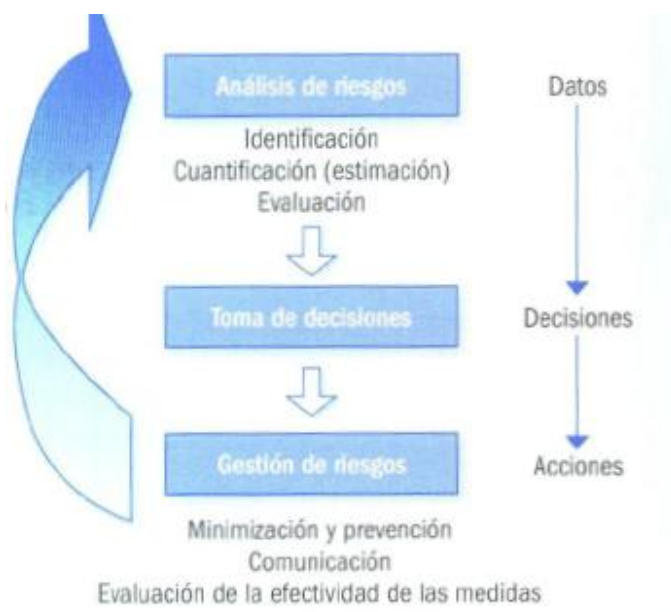 Análisis de riesgos
Datos
Identificación
Cuantificación (estimación)
Evaluación
Toma de decisiones
Decisiones
Gestión de riesgos
Acciones
Minimización y prevención
Comunicación
Evaluación de la efectividad de las medidas